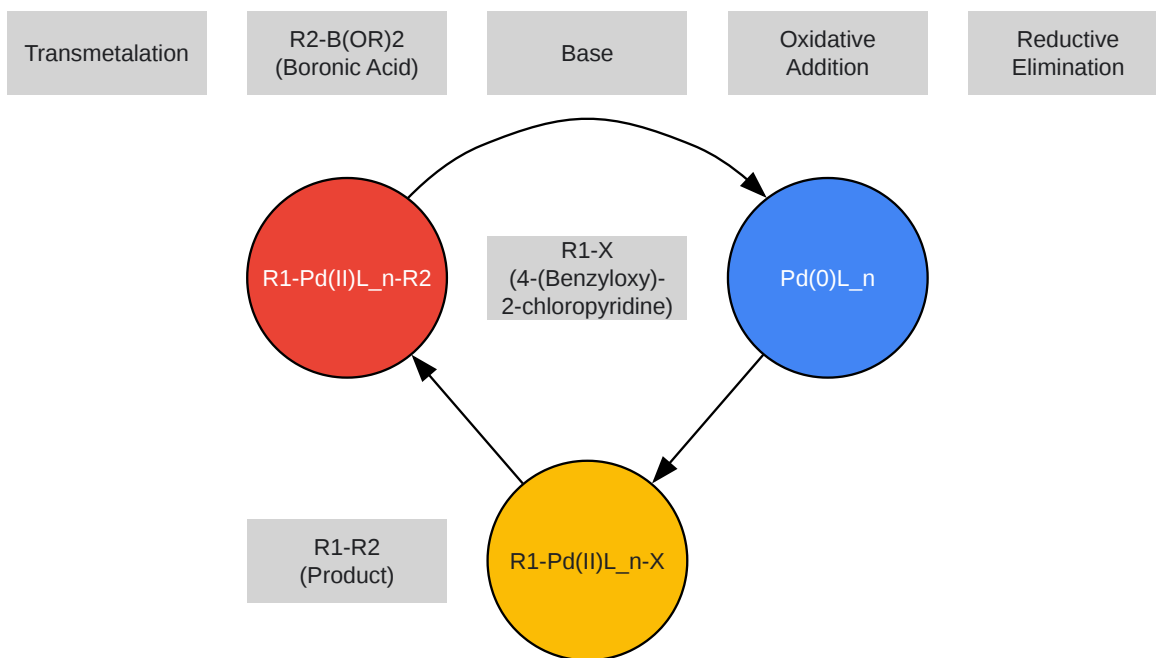 Transmetalation
R2-B(OR)2
(Boronic Acid)
Base
Oxidative
Addition
Reductive
Elimination
R1-Pd(II)L_n-R2
R1-X
(4-(Benzyloxy)-
2-chloropyridine)
Pd(0)L_n
R1-R2
(Product)
R1-Pd(II)L_n-X